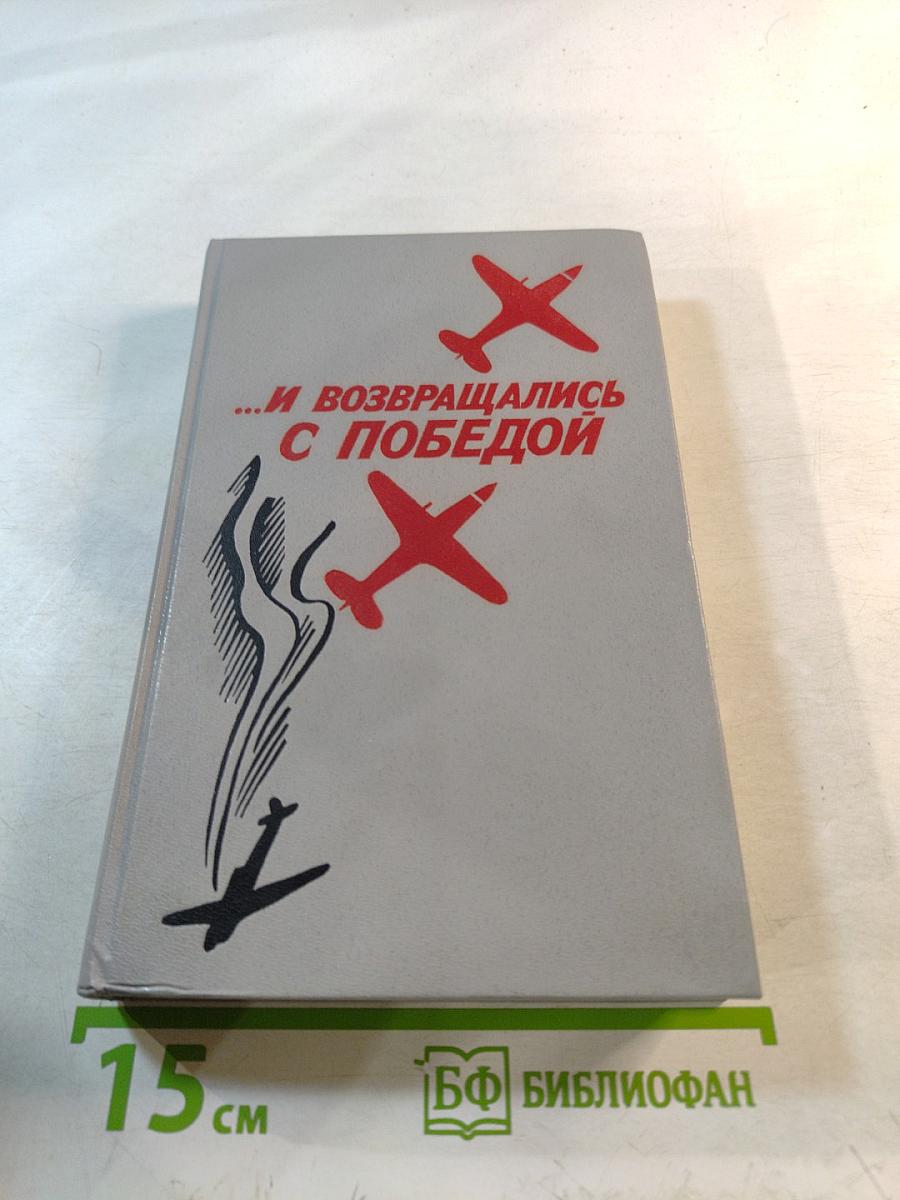 ...И ВОЗВРАЩАЛИСЬ
С ПОБЕДОЙ
15 см
БФ БИБЛИОФАН